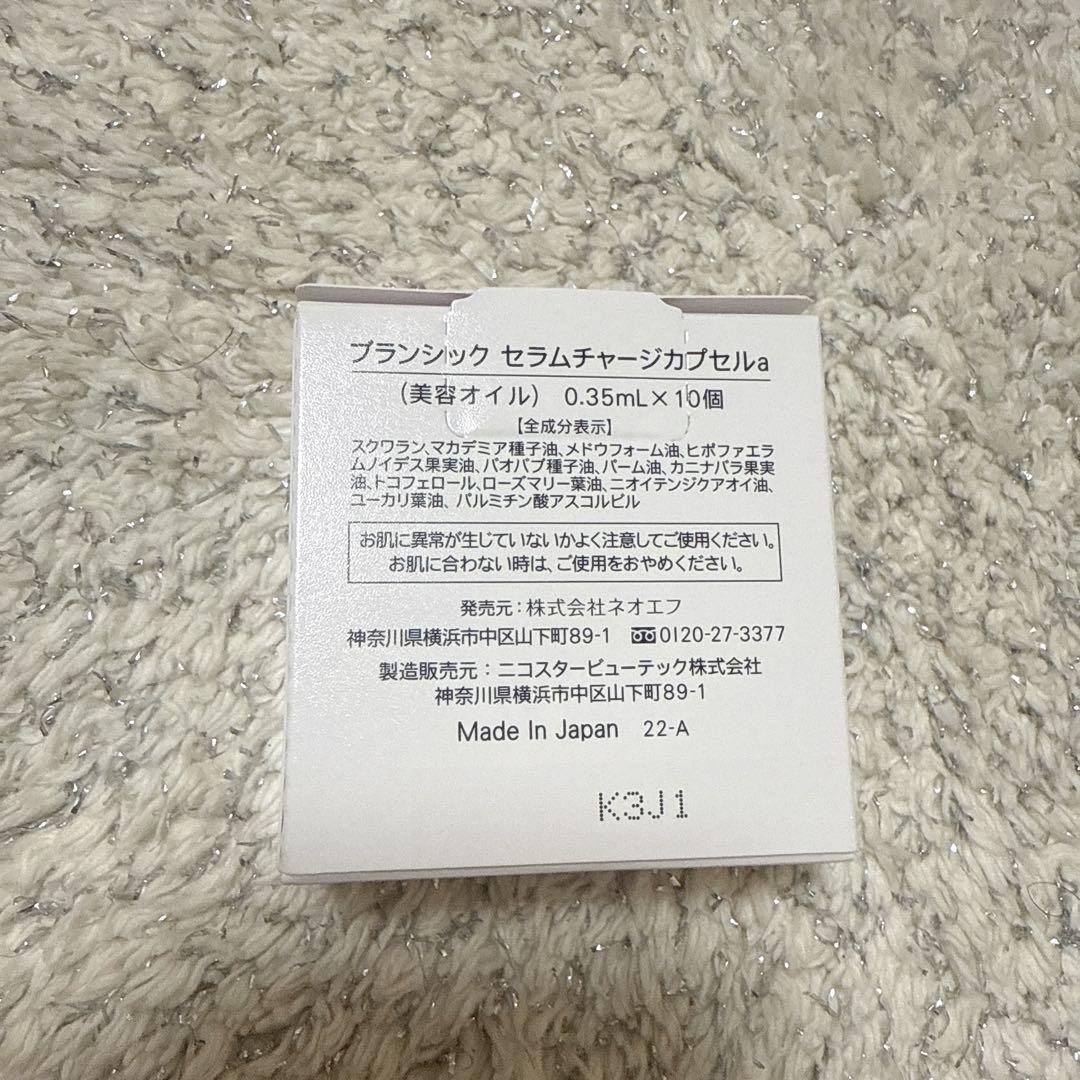 ブランシック セラムチャージカプセルa
（美容オイル） 0.35mL×10個
【全成分表示】
スクワラン、マカデミア種子油、メドウフォーム油、ヒポファエラ
ムノイデス果実油、バオバブ種子油、パーム油、カニナバラ果実
油、トコフェロール、ローズマリー葉油、ニオイテンジクアオイ油、
ユーカリ葉油、パルミチン酸アスコルビル
お肌に異常が生じていないかよく注意してご使用ください。
お肌に合わない時は、ご使用をおやめください。
発売元：株式会社ネオエフ
神奈川県横浜市中区山下町89-1 0120-27-3377
製造販売元：ニコスタービューテック株式会社
神奈川県横浜市中区山下町89-1
Made In Japan 22-A
K3J1